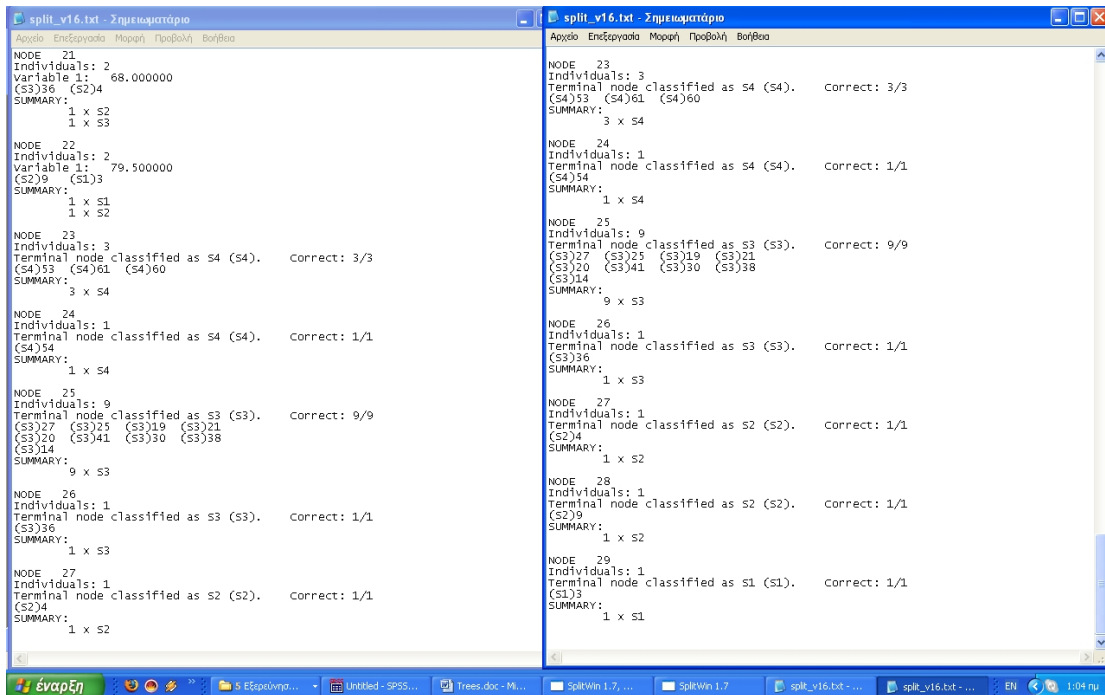 split_v16.txt - Σημειωματάριο
Αρχείο Επεξεργασία Μορφή Προβολή Βοήθεια
NODE 21
Individuals: 2
Variable 1: 68.000000
(S3)36 (S2)4
SUMMARY:
1 x S2
1 x S3
NODE 22
Individuals: 2
Variable 1: 79.500000
(S2)9 (S1)3
SUMMARY:
1 x S1
1 x S2
NODE 23
Individuals: 3
Terminal node classified as S4 (S4). Correct: 3/3
(S4)53 (S4)61 (S4)60
SUMMARY:
3 x S4
NODE 24
Individuals: 1
Terminal node classified as S4 (S4). Correct: 1/1
(S4)54
SUMMARY:
1 x S4
NODE 25
Individuals: 9
Terminal node classified as S3 (S3). Correct: 9/9
(S3)27 (S3)25 (S3)19 (S3)21
(S3)20 (S3)41 (S3)30 (S3)38
(S3)14
SUMMARY:
9 x S3
NODE 26
Individuals: 1
Terminal node classified as S3 (S3). Correct: 1/1
(S3)36
SUMMARY:
1 x S3
NODE 27
Individuals: 1
Terminal node classified as S2 (S2). Correct: 1/1
(S2)4
SUMMARY:
1 x S2
split_v16.txt - Σημειωματάριο
Αρχείο Επεξεργασία Μορφή Προβολή Βοήθεια
NODE 23
Individuals: 3
Terminal node classified as S4 (S4). Correct: 3/3
(S4)53 (S4)61 (S4)60
SUMMARY:
3 x S4
NODE 24
Individuals: 1
Terminal node classified as S4 (S4). Correct: 1/1
(S4)54
SUMMARY:
1 x S4
NODE 25
Individuals: 9
Terminal node classified as S3 (S3). Correct: 9/9
(S3)27 (S3)25 (S3)19 (S3)21
(S3)20 (S3)41 (S3)30 (S3)38
(S3)14
SUMMARY:
9 x S3
NODE 26
Individuals: 1
Terminal node classified as S3 (S3). Correct: 1/1
(S3)36
SUMMARY:
1 x S3
NODE 27
Individuals: 1
Terminal node classified as S2 (S2). Correct: 1/1
(S2)4
SUMMARY:
1 x S2
NODE 28
Individuals: 1
Terminal node classified as S2 (S2). Correct: 1/1
(S2)9
SUMMARY:
1 x S2
NODE 29
Individuals: 1
Terminal node classified as S1 (S1). Correct: 1/1
(S1)3
SUMMARY:
1 x S1
έναρξη 5 Εξερεύνησ... Untitled - SPSS... Trees.doc - Mi... SplitWin 1.7, ... SplitWin 1.7 split_v16.txt - ... split_v16.txt - ... EN 1:04 πμ